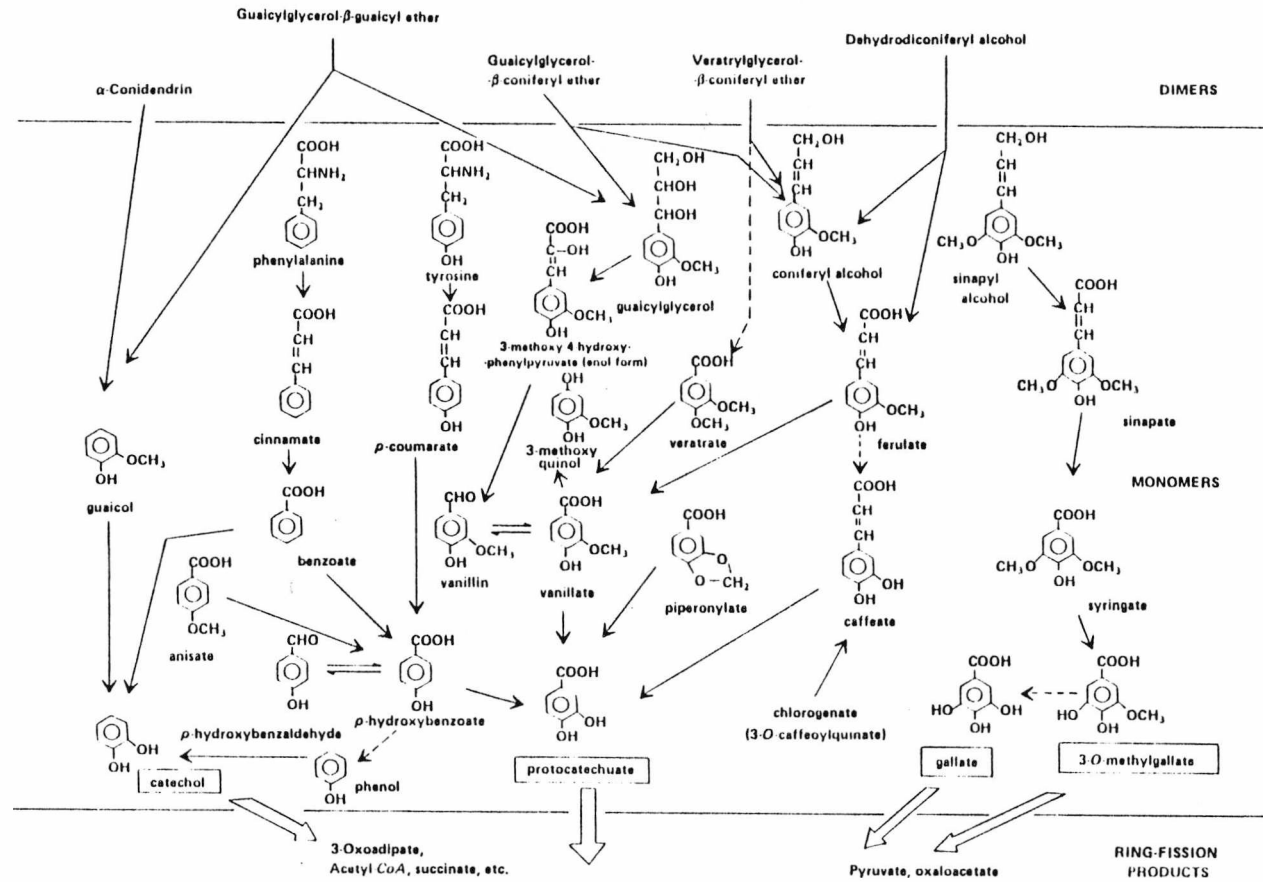 Guaicylglycerol-β-guaicyl ether
Dehydrodiconiferyl alcohol
Guaicylglycerol-
-β-coniferyl ether
Veratrylglycerol-
-β-coniferyl ether
α-Conidendrin
DIMERS
COOH
CHNH₂
CH₂
phenylalanine
COOH
CHNH₂
CH₂
OH
tyrosine
CH₂OH
CHOH
CHOH
OCH₃
OH
guaicylglycerol
COOH
C-OH
CH
OCH₃
OH
3-methoxy 4 hydroxy-
-phenylpyruvate (enol form)
CH₂OH
CH
CH
OCH₃
OH
coniferyl alcohol
CH₂OH
CH
CH
CH₃O
OCH₃
OH
sinapyl
alcohol
COOH
CH
CH
cinnamate
COOH
CH
CH
OH
p-coumarate
OH
OCH₃
OH
3-methoxy
quinol
COOH
OCH₃
OCH₃
veratrate
COOH
CH
CH
OCH₃
OH
ferulate
COOH
CH
CH
CH₃O
OCH₃
OH
sinapate
OCH₃
OH
guaicol
MONOMERS
COOH
benzoate
CHO
OCH₃
OH
vanillin
COOH
OCH₃
OH
vanillate
COOH
O
O-CH₂
piperonylate
COOH
CH
CH
OH
OH
caffeate
COOH
CH₃O
OCH₃
OH
syringate
COOH
OCH₃
anisate
CHO
OH
p-hydroxybenzaldehyde
COOH
OH
p-hydroxybenzoate
COOH
OH
OH
protocatechuate
chlorogenate
(3-O-caffeoylquinate)
COOH
HO
OH
OH
gallate
COOH
HO
OCH₃
OH
3-O-methylgallate
OH
OH
catechol
OH
phenol
3-Oxoadipate,
Acetyl CoA, succinate, etc.
Pyruvate, oxaloacetate
RING-FISSION
PRODUCTS